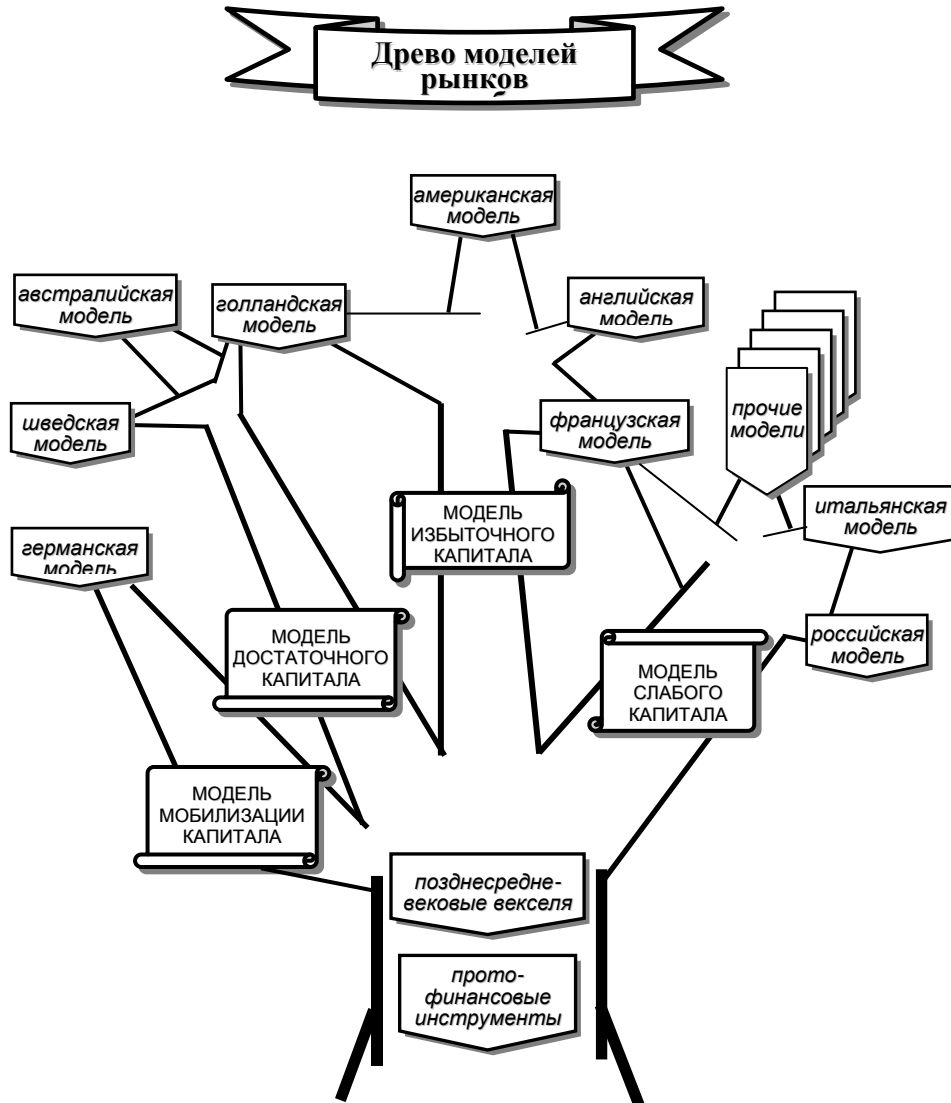 Древо моделей
рынков
американская
модель
австралийская
модель
голландская
модель
английская
модель
шведская
модель
французская
модель
прочие
модели
итальянская
модель
МОДЕЛЬ
ИЗБЫТОЧНОГО
КАПИТАЛА
германская
модель
МОДЕЛЬ
ДОСТАТОЧНОГО
КАПИТАЛА
МОДЕЛЬ
СЛАБОГО
КАПИТАЛА
российская
модель
МОДЕЛЬ
МОБИЛИЗАЦИИ
КАПИТАЛА
позднесредне-
вековые векселя
прото-
финансовые
инструменты